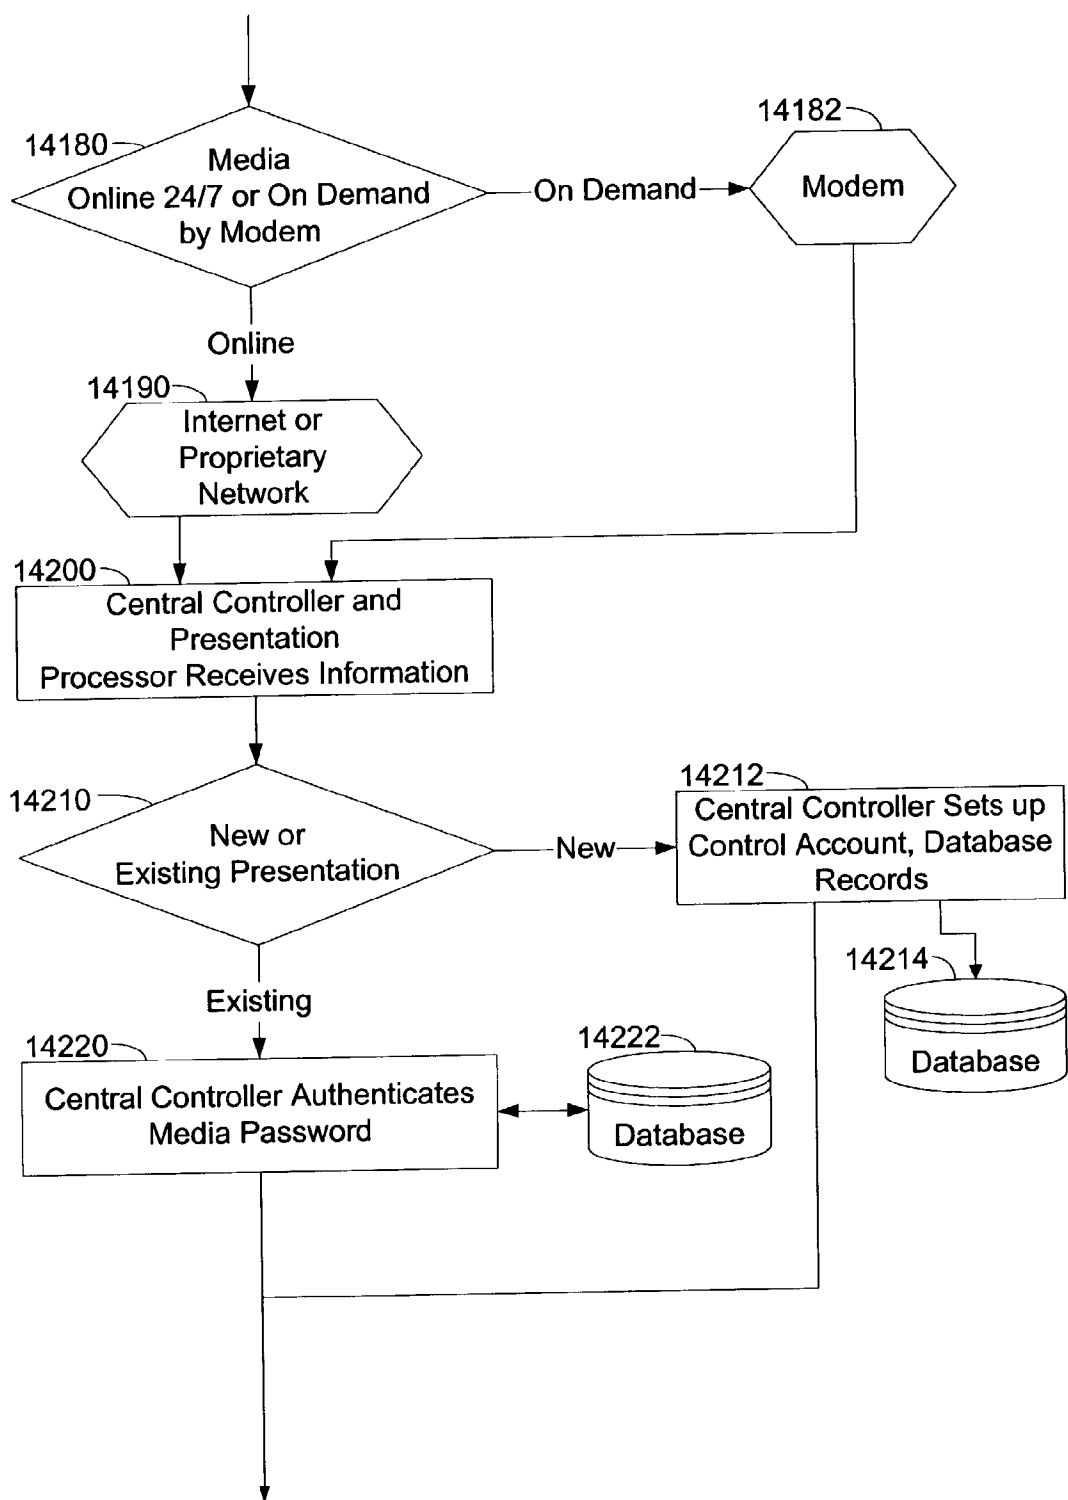 14180
Media
Online 24/7 or On Demand
by Modem
On Demand
14182
Modem
Online
14190
Internet or
Proprietary
Network
14200
Central Controller and
Presentation
Processor Receives Information
14210
New or
Existing Presentation
New
14212
Central Controller Sets up
Control Account, Database
Records
14214
Database
Existing
14220
Central Controller Authenticates
Media Password
14222
Database